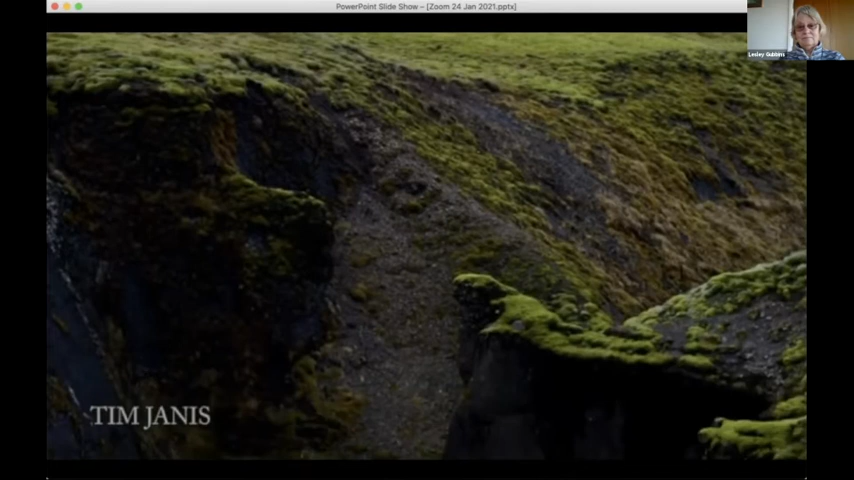 PowerPoint Slide Show – [Zoom 24 Jan 2021.pptx]
Lesley Gubbins
TIM JANIS